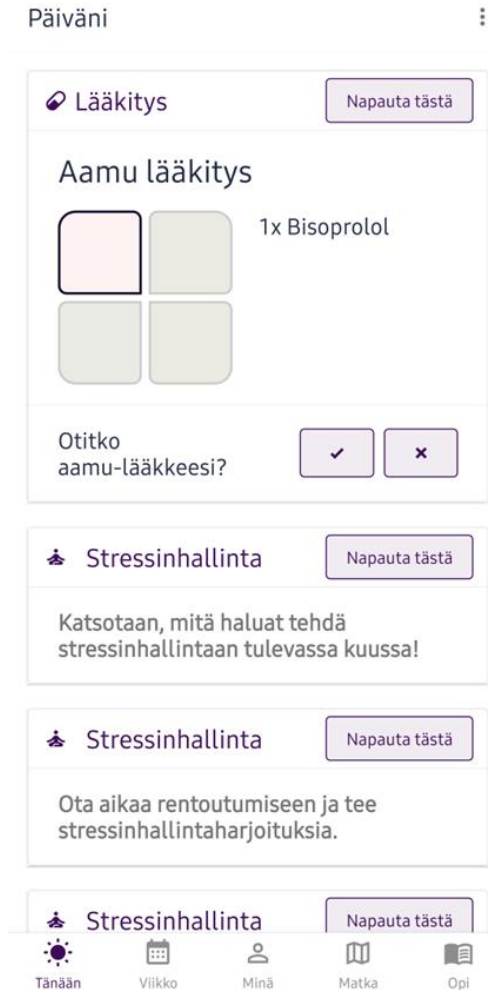 Päiväni
Lääkitys
Napauta tästä
Aamu lääkitys
1x Bisoprolol
Otitko
aamu-lääkkeesi?
Stressinhallinta
Napauta tästä
Katsotaan, mitä haluat tehdä
stressinhallintaan tulevassa kuussa!
Stressinhallinta
Napauta tästä
Ota aikaa rentoutumiseen ja tee
stressinhallintaharjoituksia.
Stressinhallinta
Napauta tästä
Tänään
Viikko
Minä
Matka
Opi